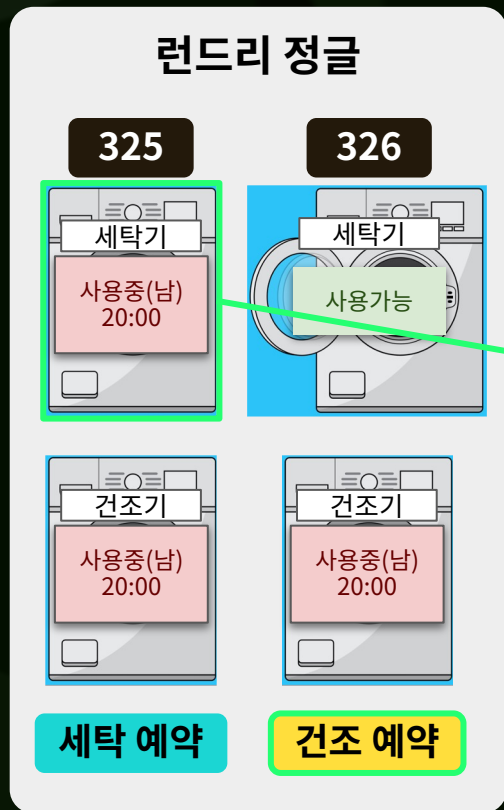 런드리 정글
325
326
세탁기
세탁기
사용중(남)
20:00
사용가능
건조기
건조기
사용중(남)
20:00
사용중(남)
20:00
세탁 예약
건조 예약